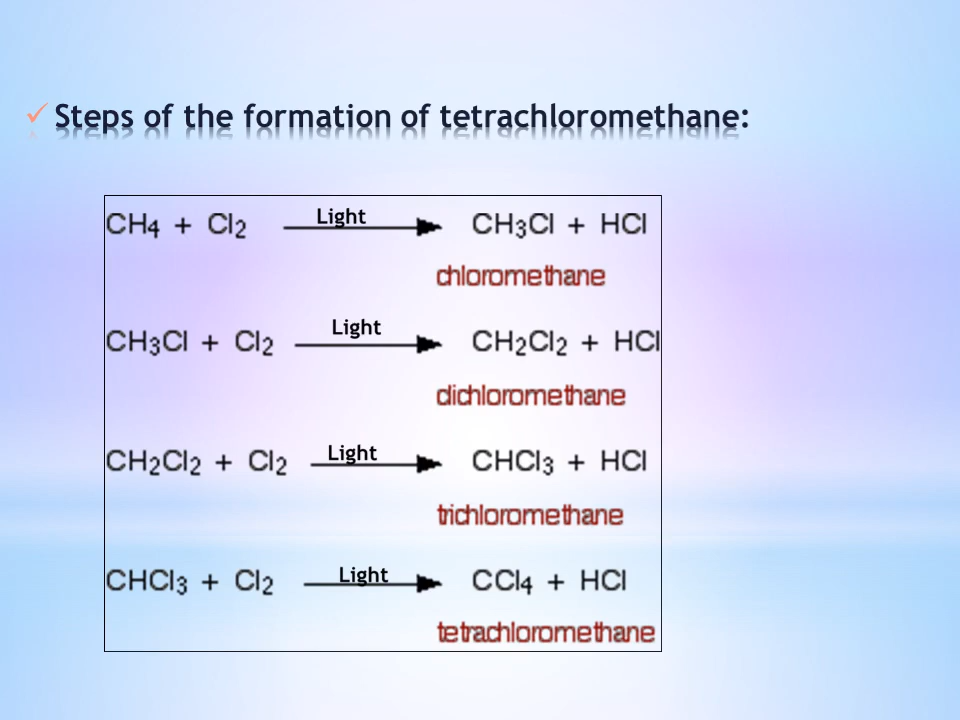 ✓ Steps of the formation of tetrachloromethane:
CH4 + Cl2 Light CH3Cl + HCl
chloromethane
CH3Cl + Cl2 Light CH2Cl2 + HCl
dichloromethane
CH2Cl2 + Cl2 Light CHCl3 + HCl
trichloromethane
CHCl3 + Cl2 Light CCl4 + HCl
tetrachloromethane